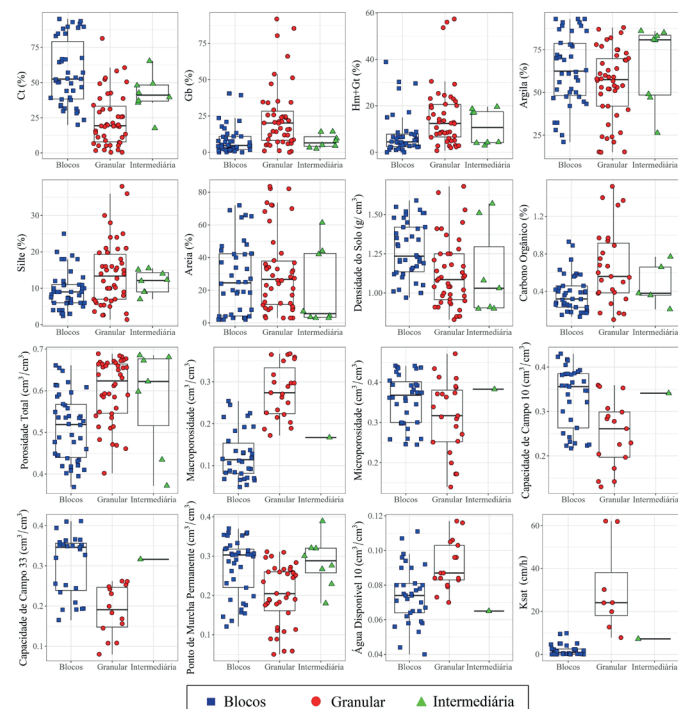 Ct (%)
75
50
25
0
Blocos Granular Intermediária
Gb (%)
75
50
25
0
Blocos Granular Intermediária
Hm+Gt (%)
60
40
20
0
Blocos Granular Intermediária
Argila (%)
75
50
25
Blocos Granular Intermediária
Silte (%)
30
20
10
0
Blocos Granular Intermediária
Areia (%)
80
60
40
20
0
Blocos Granular Intermediária
Densidade do Solo (g/cm³)
1.50
1.25
1.00
Blocos Granular Intermediária
Carbono Orgânico (%)
1.2
0.8
0.4
Blocos Granular Intermediária
Porosidade Total (cm³/cm³)
0.7
0.6
0.5
0.4
Blocos Granular Intermediária
Macroporosidade (cm³/cm³)
0.3
0.2
0.1
Blocos Granular Intermediária
Microporosidade (cm³/cm³)
0.4
0.3
0.2
Blocos Granular Intermediária
Capacidade de Campo 10 (cm³/cm³)
0.4
0.3
0.2
Blocos Granular Intermediária
Capacidade de Campo 33 (cm³/cm³)
0.4
0.3
0.2
0.1
Blocos Granular Intermediária
Ponto de Murcha Permanente (cm³/cm³)
0.4
0.3
0.2
0.1
Blocos Granular Intermediária
Água Disponível 10 (cm³/cm³)
0.12
0.10
0.08
0.06
0.04
Blocos Granular Intermediária
Ksat (cm/h)
60
40
20
0
Blocos Granular Intermediária
Blocos Granular Intermediária